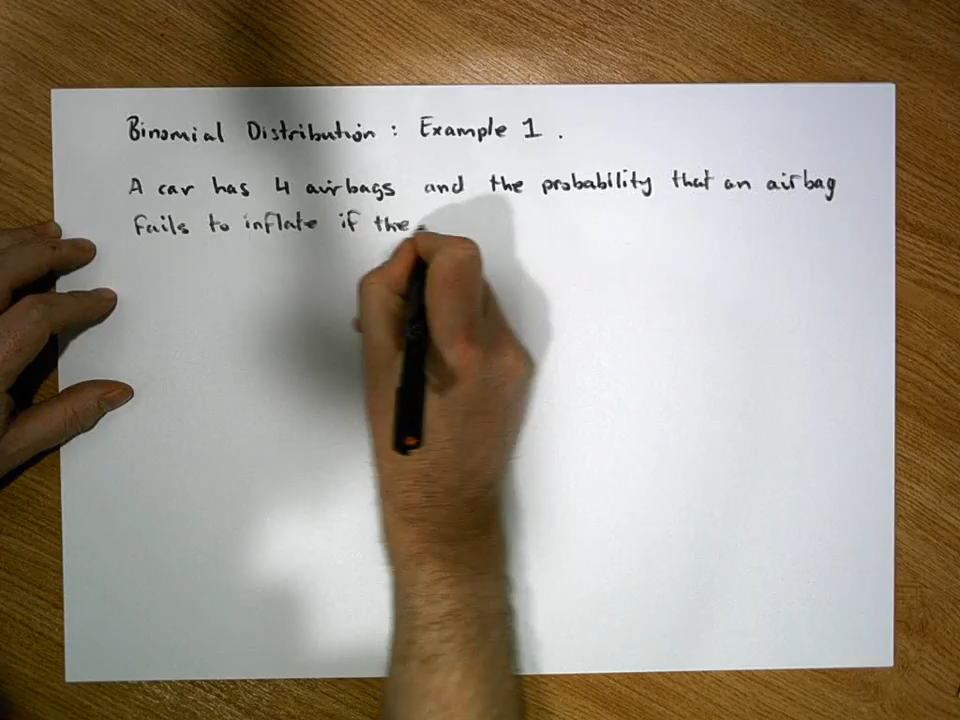 Binomial Distribution : Example 1 .
A car has 4 airbags and the probability that an airbag
fails to inflate if the